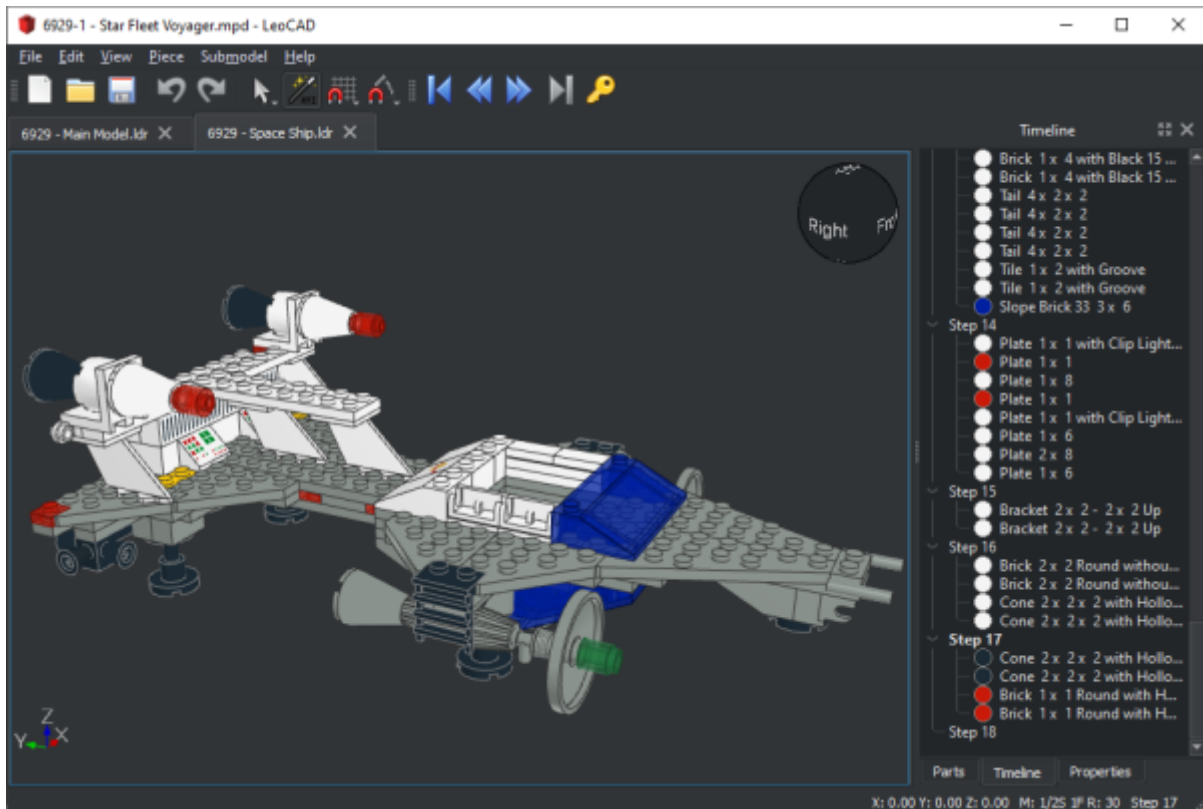 6929-1 - Star Fleet Voyager.mpd - LeoCAD
File Edit View Piece Submodel Help
6929 - Main Model.ldr
6929 - Space Ship.ldr
Timeline
Right
Brick 1 x 4 with Black 15 ...
Brick 1 x 4 with Black 15 ...
Tail 4 x 2 x 2
Tail 4 x 2 x 2
Tail 4 x 2 x 2
Tail 4 x 2 x 2
Tile 1 x 2 with Groove
Tile 1 x 2 with Groove
Slope Brick 33 3 x 6
Step 14
Plate 1 x 1 with Clip Light...
Plate 1 x 1
Plate 1 x 8
Plate 1 x 1
Plate 1 x 1 with Clip Light...
Plate 1 x 6
Plate 2 x 8
Plate 1 x 6
Step 15
Bracket 2 x 2 - 2 x 2 Up
Bracket 2 x 2 - 2 x 2 Up
Step 16
Brick 2 x 2 Round withou...
Brick 2 x 2 Round withou...
Cone 2 x 2 x 2 with Hollo...
Cone 2 x 2 x 2 with Hollo...
Step 17
Cone 2 x 2 x 2 with Hollo...
Cone 2 x 2 x 2 with Hollo...
Brick 1 x 1 Round with H...
Brick 1 x 1 Round with H...
Step 18
Z
Y X
Parts Timeline Properties
X: 0.00 Y: 0.00 Z: 0.00 M: 1/2S 1F R: 30 Step 17